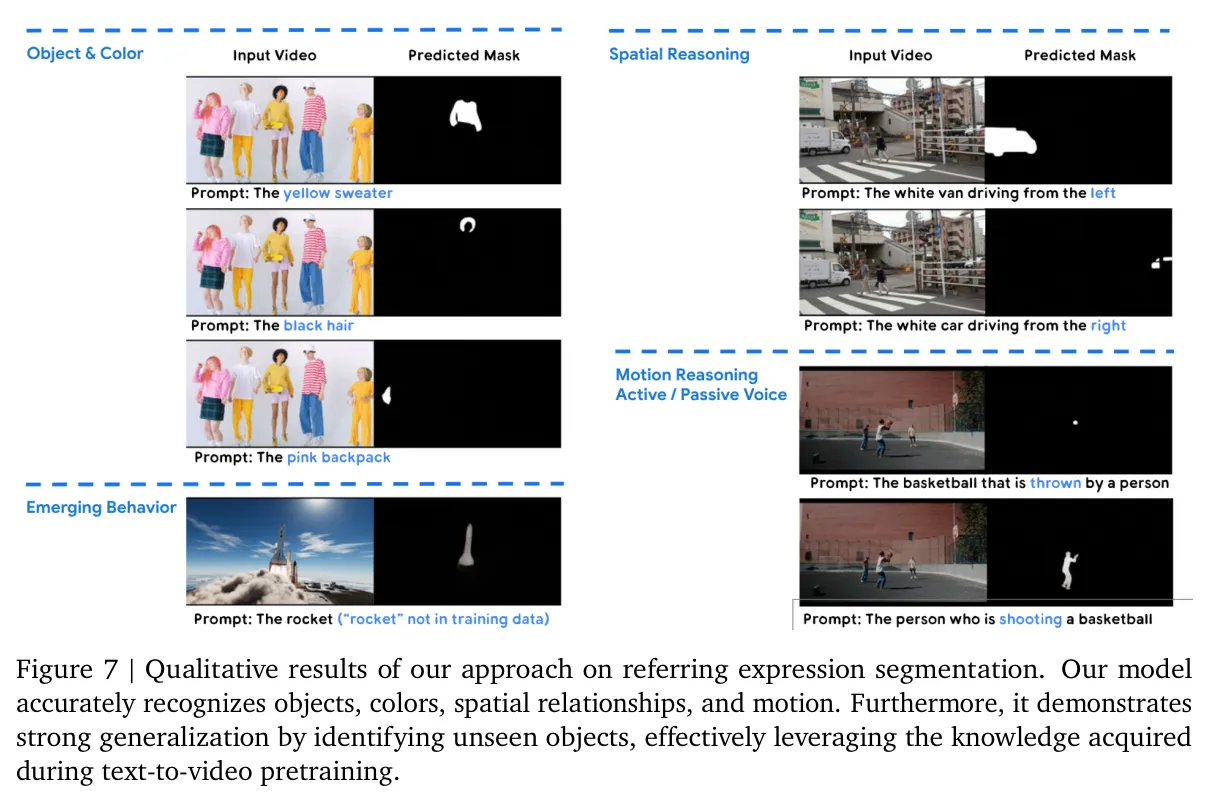 Object & Color
Input Video
Predicted Mask
Prompt: The yellow sweater
Prompt: The black hair
Prompt: The pink backpack
Emerging Behavior
Prompt: The rocket (“rocket” not in training data)
Spatial Reasoning
Input Video
Predicted Mask
Prompt: The white van driving from the left
Prompt: The white car driving from the right
Motion Reasoning
Active / Passive Voice
Prompt: The basketball that is thrown by a person
Prompt: The person who is shooting a basketball
Figure 7 | Qualitative results of our approach on referring expression segmentation. Our model
accurately recognizes objects, colors, spatial relationships, and motion. Furthermore, it demonstrates
strong generalization by identifying unseen objects, effectively leveraging the knowledge acquired
during text-to-video pretraining.